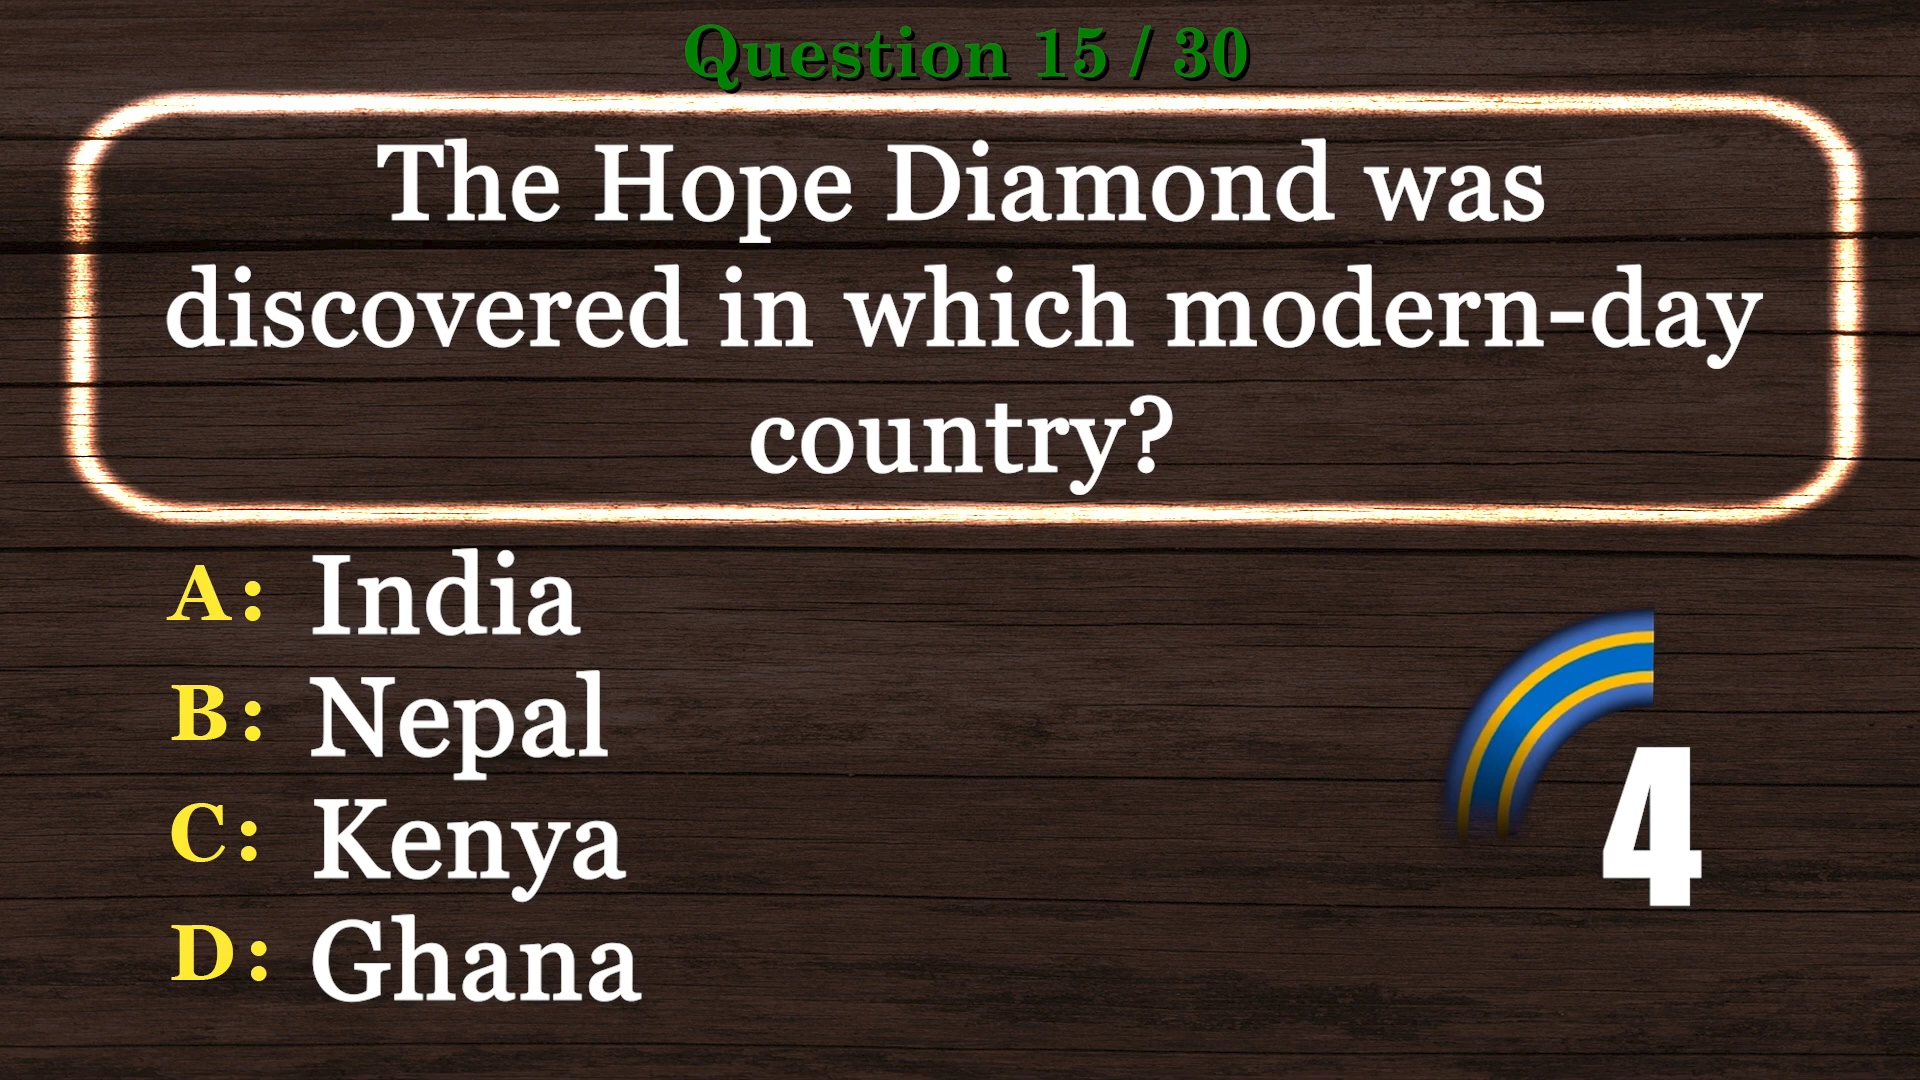 Question 15 / 30
The Hope Diamond was
discovered in which modern-day
country?
A: India
B: Nepal
C: Kenya
D: Ghana
4